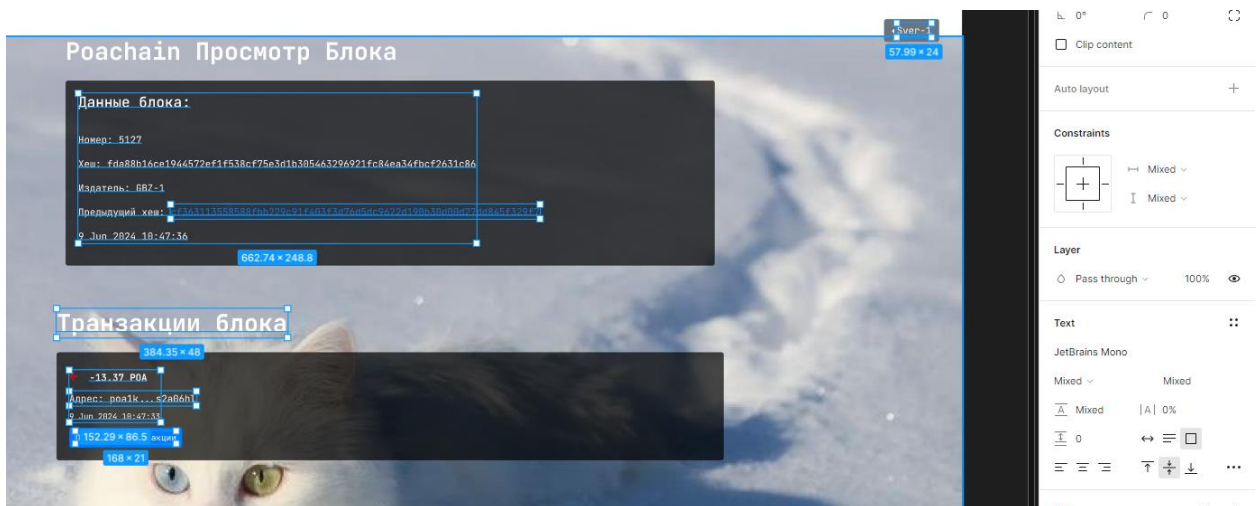 Poachain Просмотр Блока
Sver-1
57.99 × 24
Данные блока:
Номер: 5127
Хеш: fda88b16ce1944572ef1f538cf75e3d1b305463296921fc84ea34fbcf2631c86
Издатель: GBZ-1
Предыдущий хеш:
9 Jun 2024 10:47:36
662.74 × 248.8
Транзакции блока
384.35 × 48
-13.37 POA
Адрес: poa1k...s2a06hl
9 Jun 2024 10:47:33
152.29 × 86.5 акции
168 × 21
0° 0
Clip content
Auto layout
Constraints
Mixed
Mixed
Layer
Pass through 100%
Text
JetBrains Mono
Mixed Mixed
A Mixed |A| 0%
0